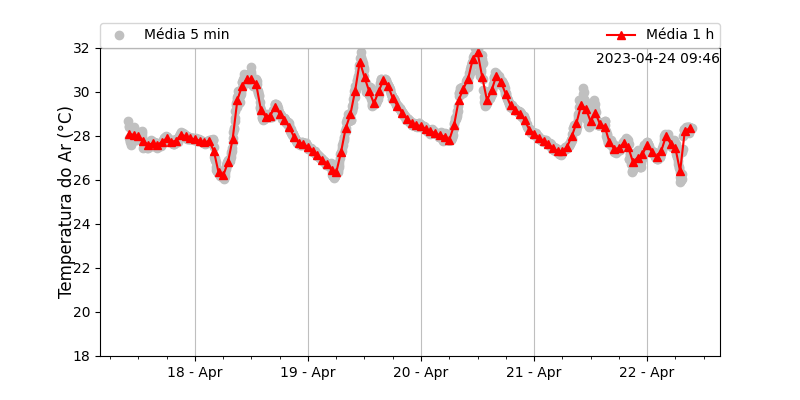 Média 5 min
Média 1 h
2023-04-24 09:46
Temperatura do Ar (°C)
32
30
28
26
24
22
20
18
18 - Apr
19 - Apr
20 - Apr
21 - Apr
22 - Apr